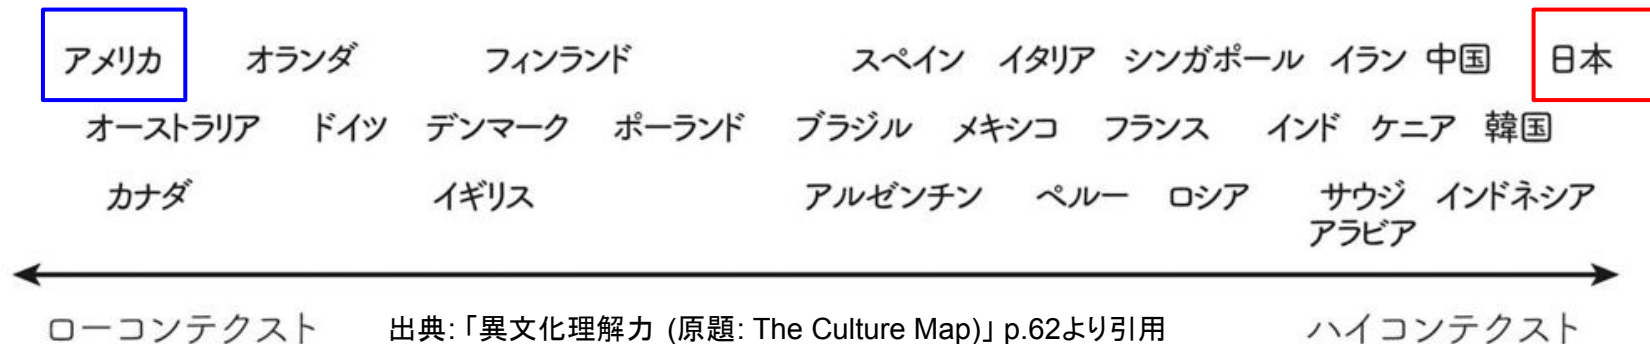 アメリカ オランダ フィンランド スペイン イタリア シンガポール イラン 中国 日本
オーストラリア ドイツ デンマーク ポーランド ブラジル メキシコ フランス インド ケニア 韓国
カナダ イギリス アルゼンチン ペルー ロシア サウジ インドネシア
アラビア
ローコンテクスト 出典: 「異文化理解力 (原題: The Culture Map)」 p.62より引用 ハイコンテクスト